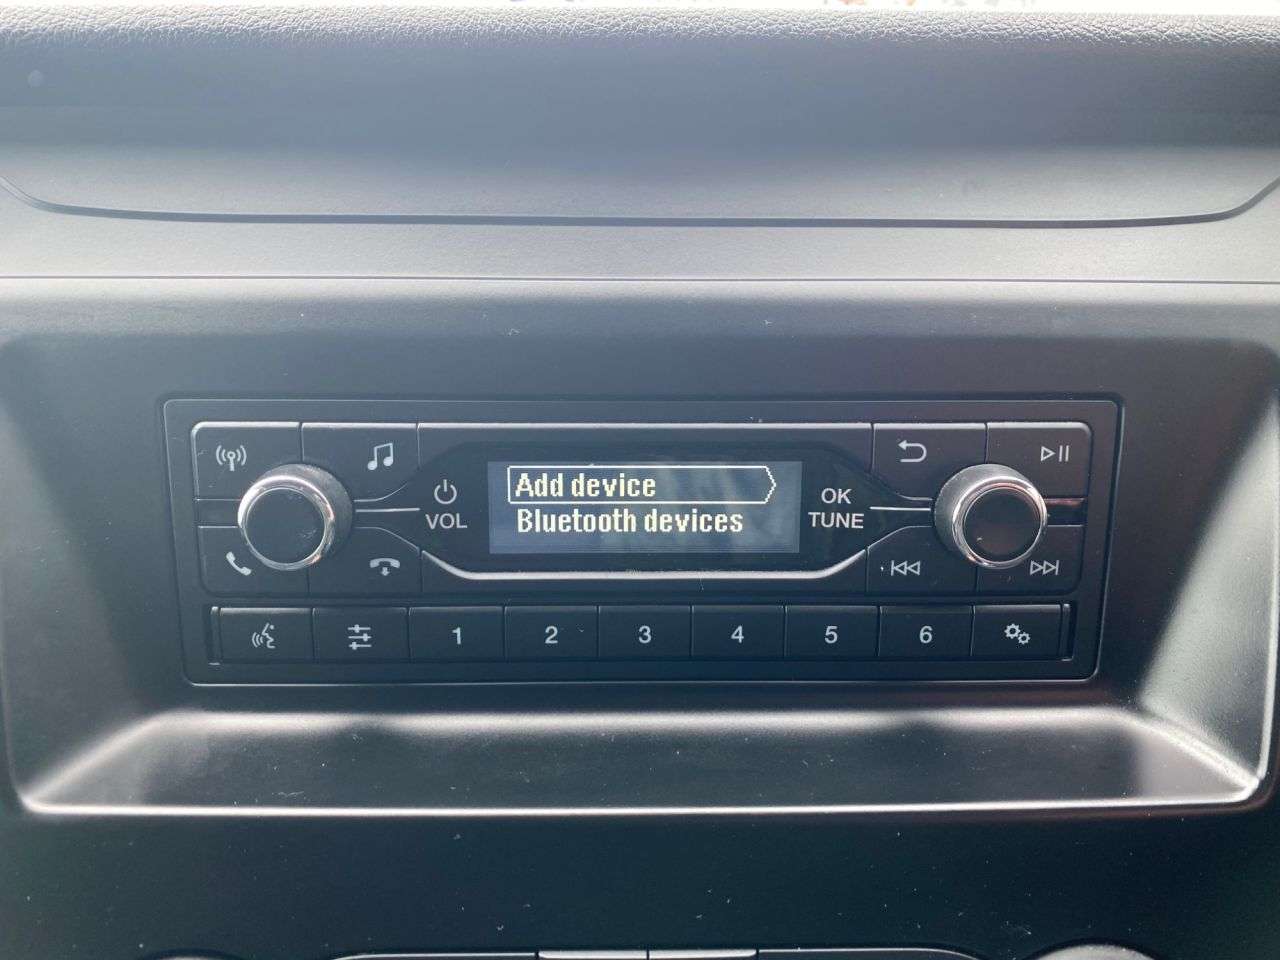 Add device
Bluetooth devices
VOL
OK
TUNE
1 2 3 4 5 6